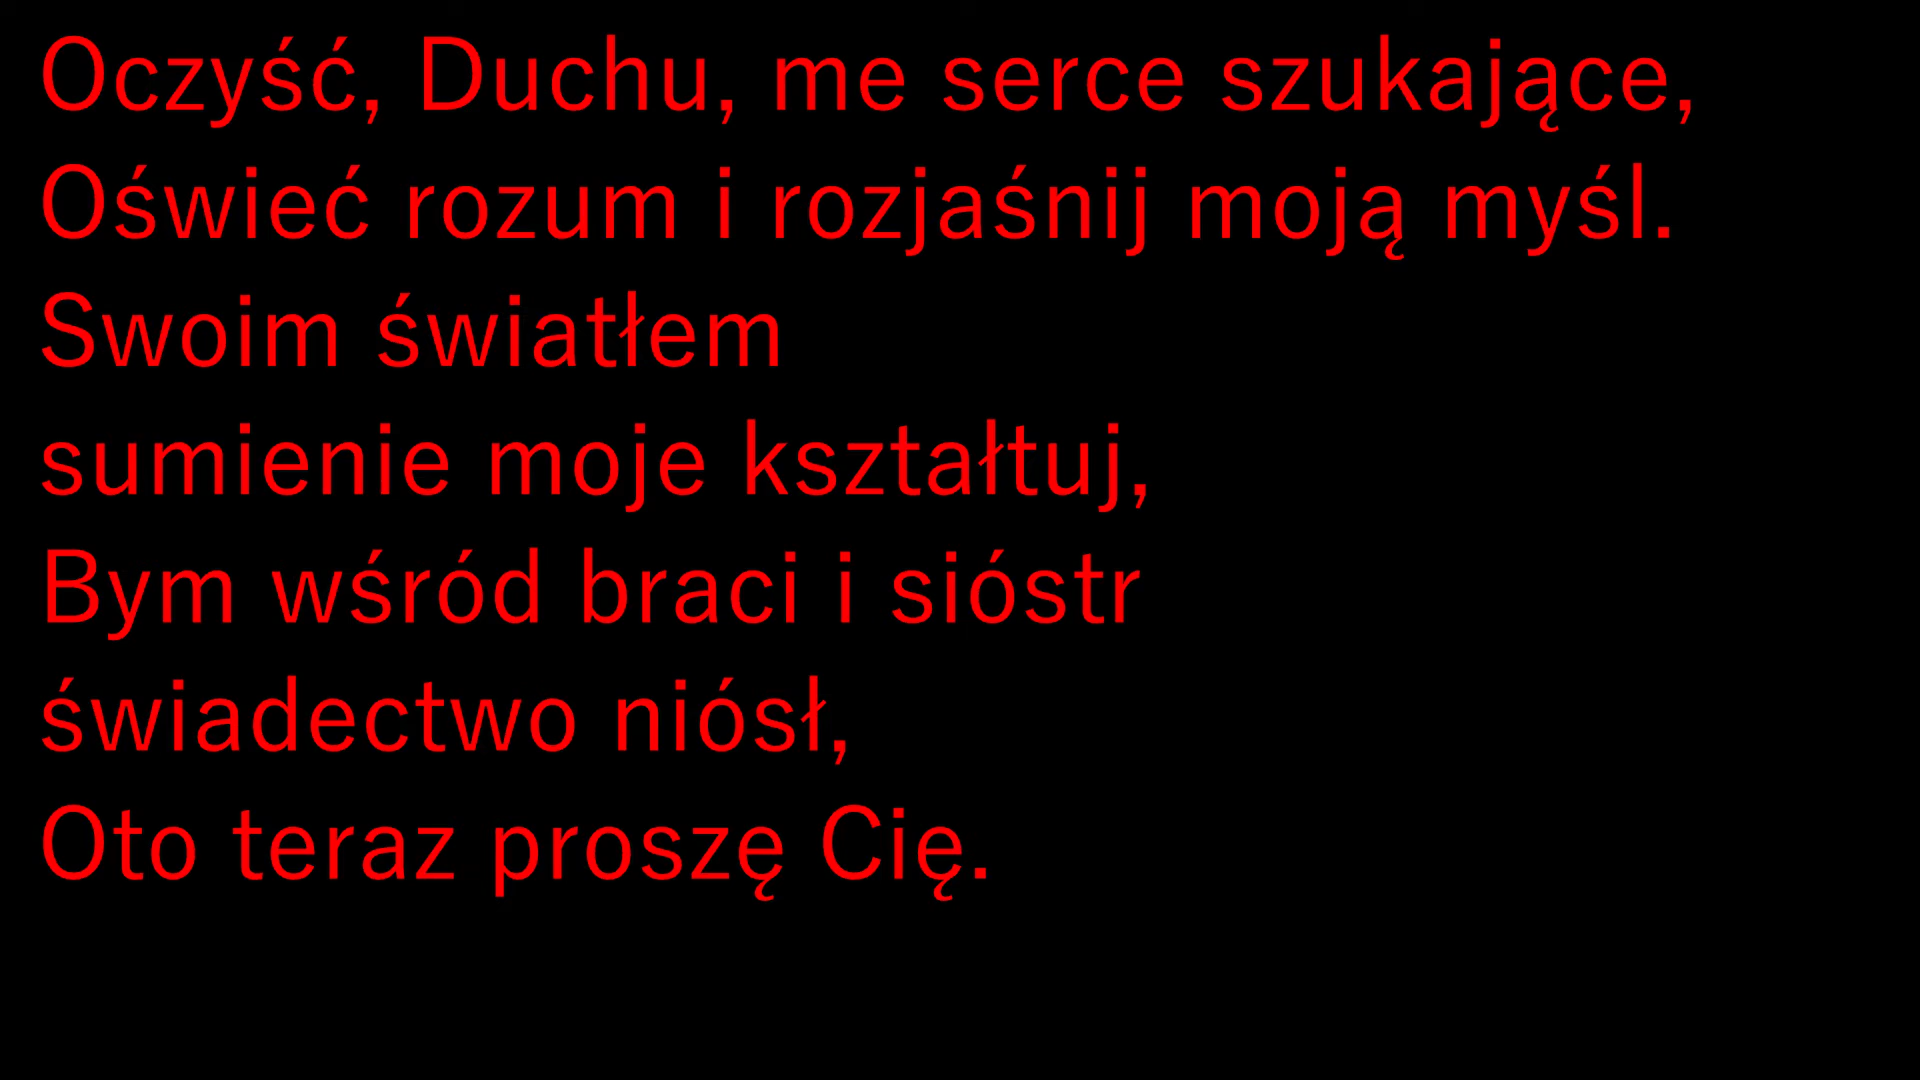 Oczyść, Duchu, me serce szukające,
Oświeć rozum i rozjaśnij moją myśl.
Swoim światłem
sumienie moje kształtuj,
Bym wśród braci i sióstr
świadectwo niósł,
Oto teraz proszę Cię.